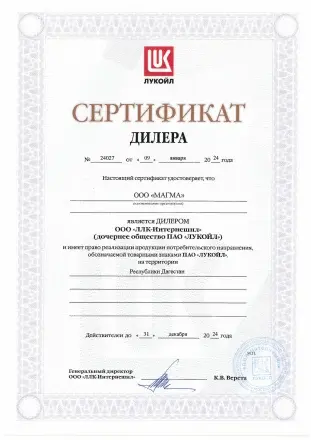 ЛУКОЙЛ
СЕРТИФИКАТ
ДИЛЕРА
№ 24027 от « 09 » января 20 24 года
Настоящий сертификат удостоверяет, что
ООО «МАГМА»
является ДИЛЕРОМ
ООО «ЛЛК-Интернешнл»
(дочернее общество ПАО «ЛУКОЙЛ»)
и имеет право реализации продукции потребительского направления,
обозначаемой товарными знаками ПАО «ЛУКОЙЛ»,
на территории
Республики Дагестан
Действителен до « 31 » декабря 20 24 года
Генеральный директор
ООО «ЛЛК-Интернешнл»
К.В. Верета